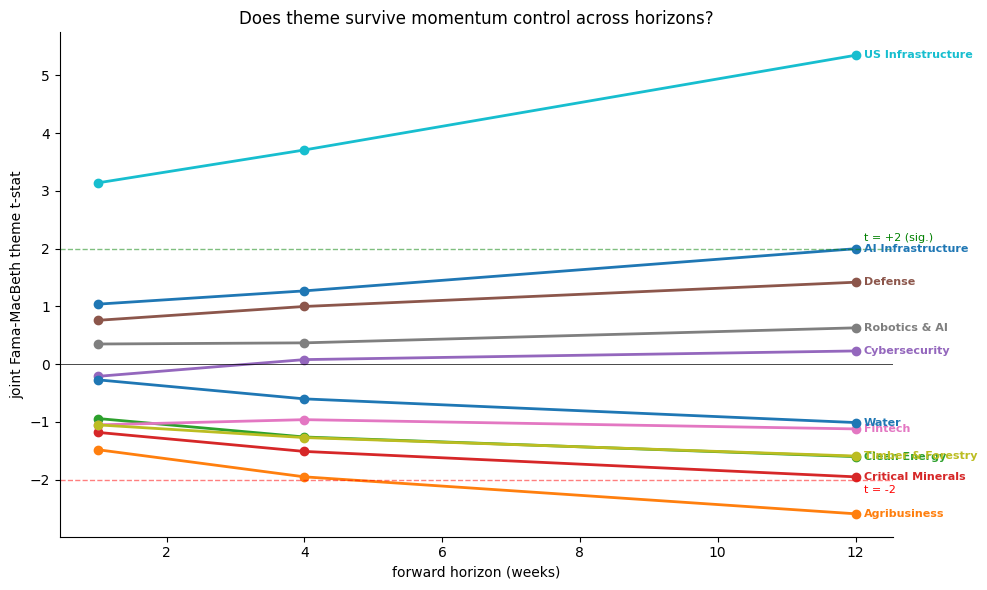 Does theme survive momentum control across horizons?
joint Fama-MacBeth theme t-stat
5
4
3
2
1
0
−1
−2
US Infrastructure
t = +2 (sig.)
AI Infrastructure
Defense
Robotics & AI
Cybersecurity
Water
Fintech
Timber & Forestry
Clean Energy
Critical Minerals
t = -2
Agribusiness
2
4
6
8
10
12
forward horizon (weeks)